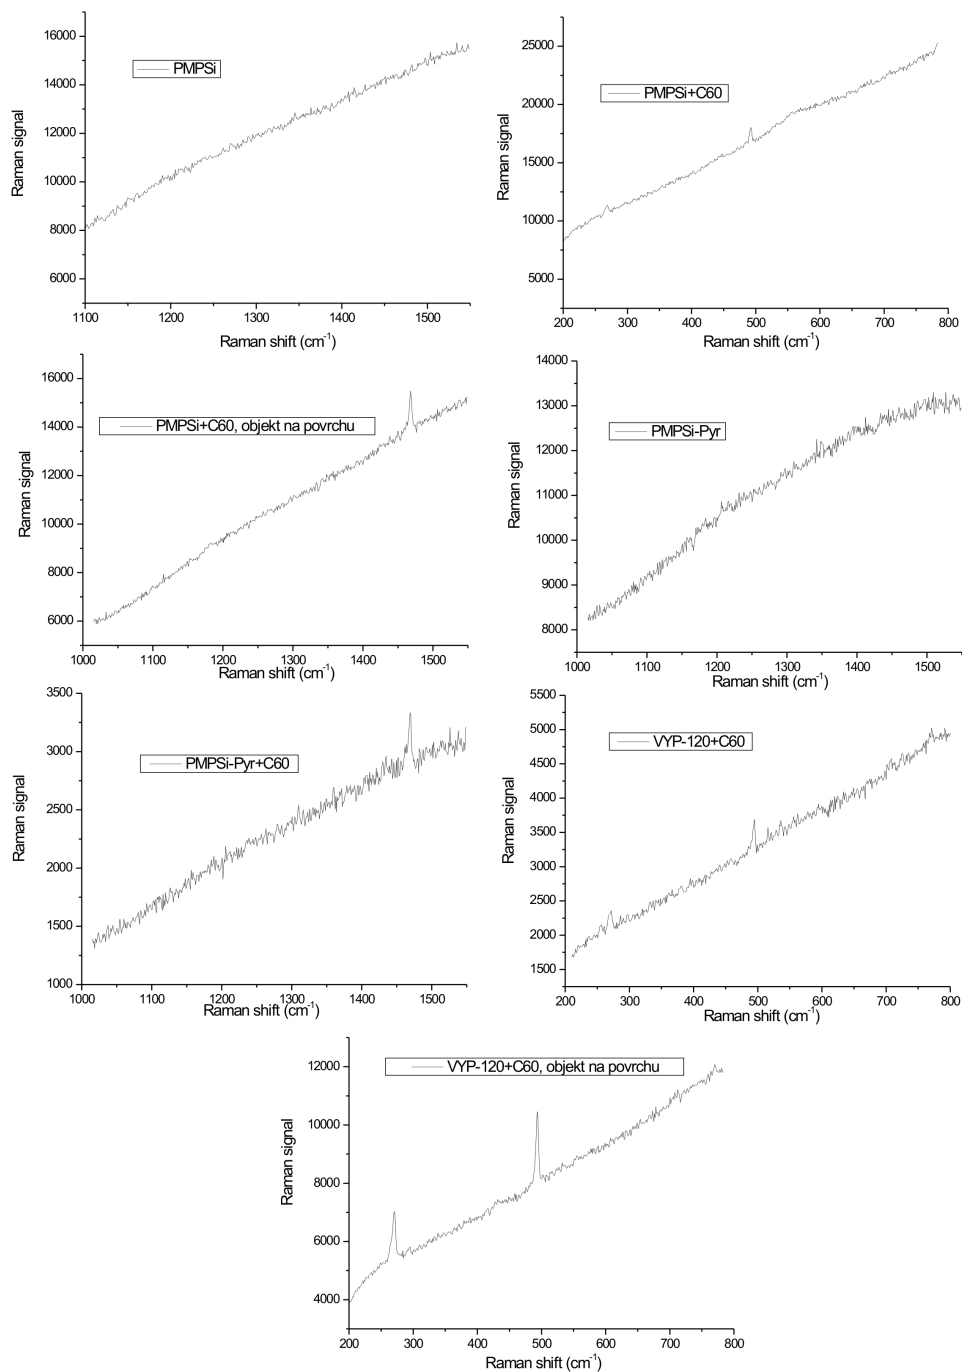 16000
14000
12000
10000
8000
6000
Raman signal
PMPSi
1100 1200 1300 1400 1500
Raman shift (cm⁻¹)
25000
20000
15000
10000
5000
Raman signal
PMPSi+C60
200 300 400 500 600 700 800
Raman shift (cm⁻¹)
16000
14000
12000
10000
8000
6000
Raman signal
PMPSi+C60, objekt na povrchu
1000 1100 1200 1300 1400 1500
Raman shift (cm⁻¹)
14000
13000
12000
11000
10000
9000
8000
Raman signal
PMPSi-Pyr
1000 1100 1200 1300 1400 1500
Raman shift (cm⁻¹)
3500
3000
2500
2000
1500
1000
Raman signal
PMPSi-Pyr+C60
1000 1100 1200 1300 1400 1500
Raman shift (cm⁻¹)
5500
5000
4500
4000
3500
3000
2500
2000
1500
Raman signal
VYP-120+C60
200 300 400 500 600 700 800
Raman shift (cm⁻¹)
12000
10000
8000
6000
4000
Raman signal
VYP-120+C60, objekt na povrchu
200 300 400 500 600 700 800
Raman shift (cm⁻¹)